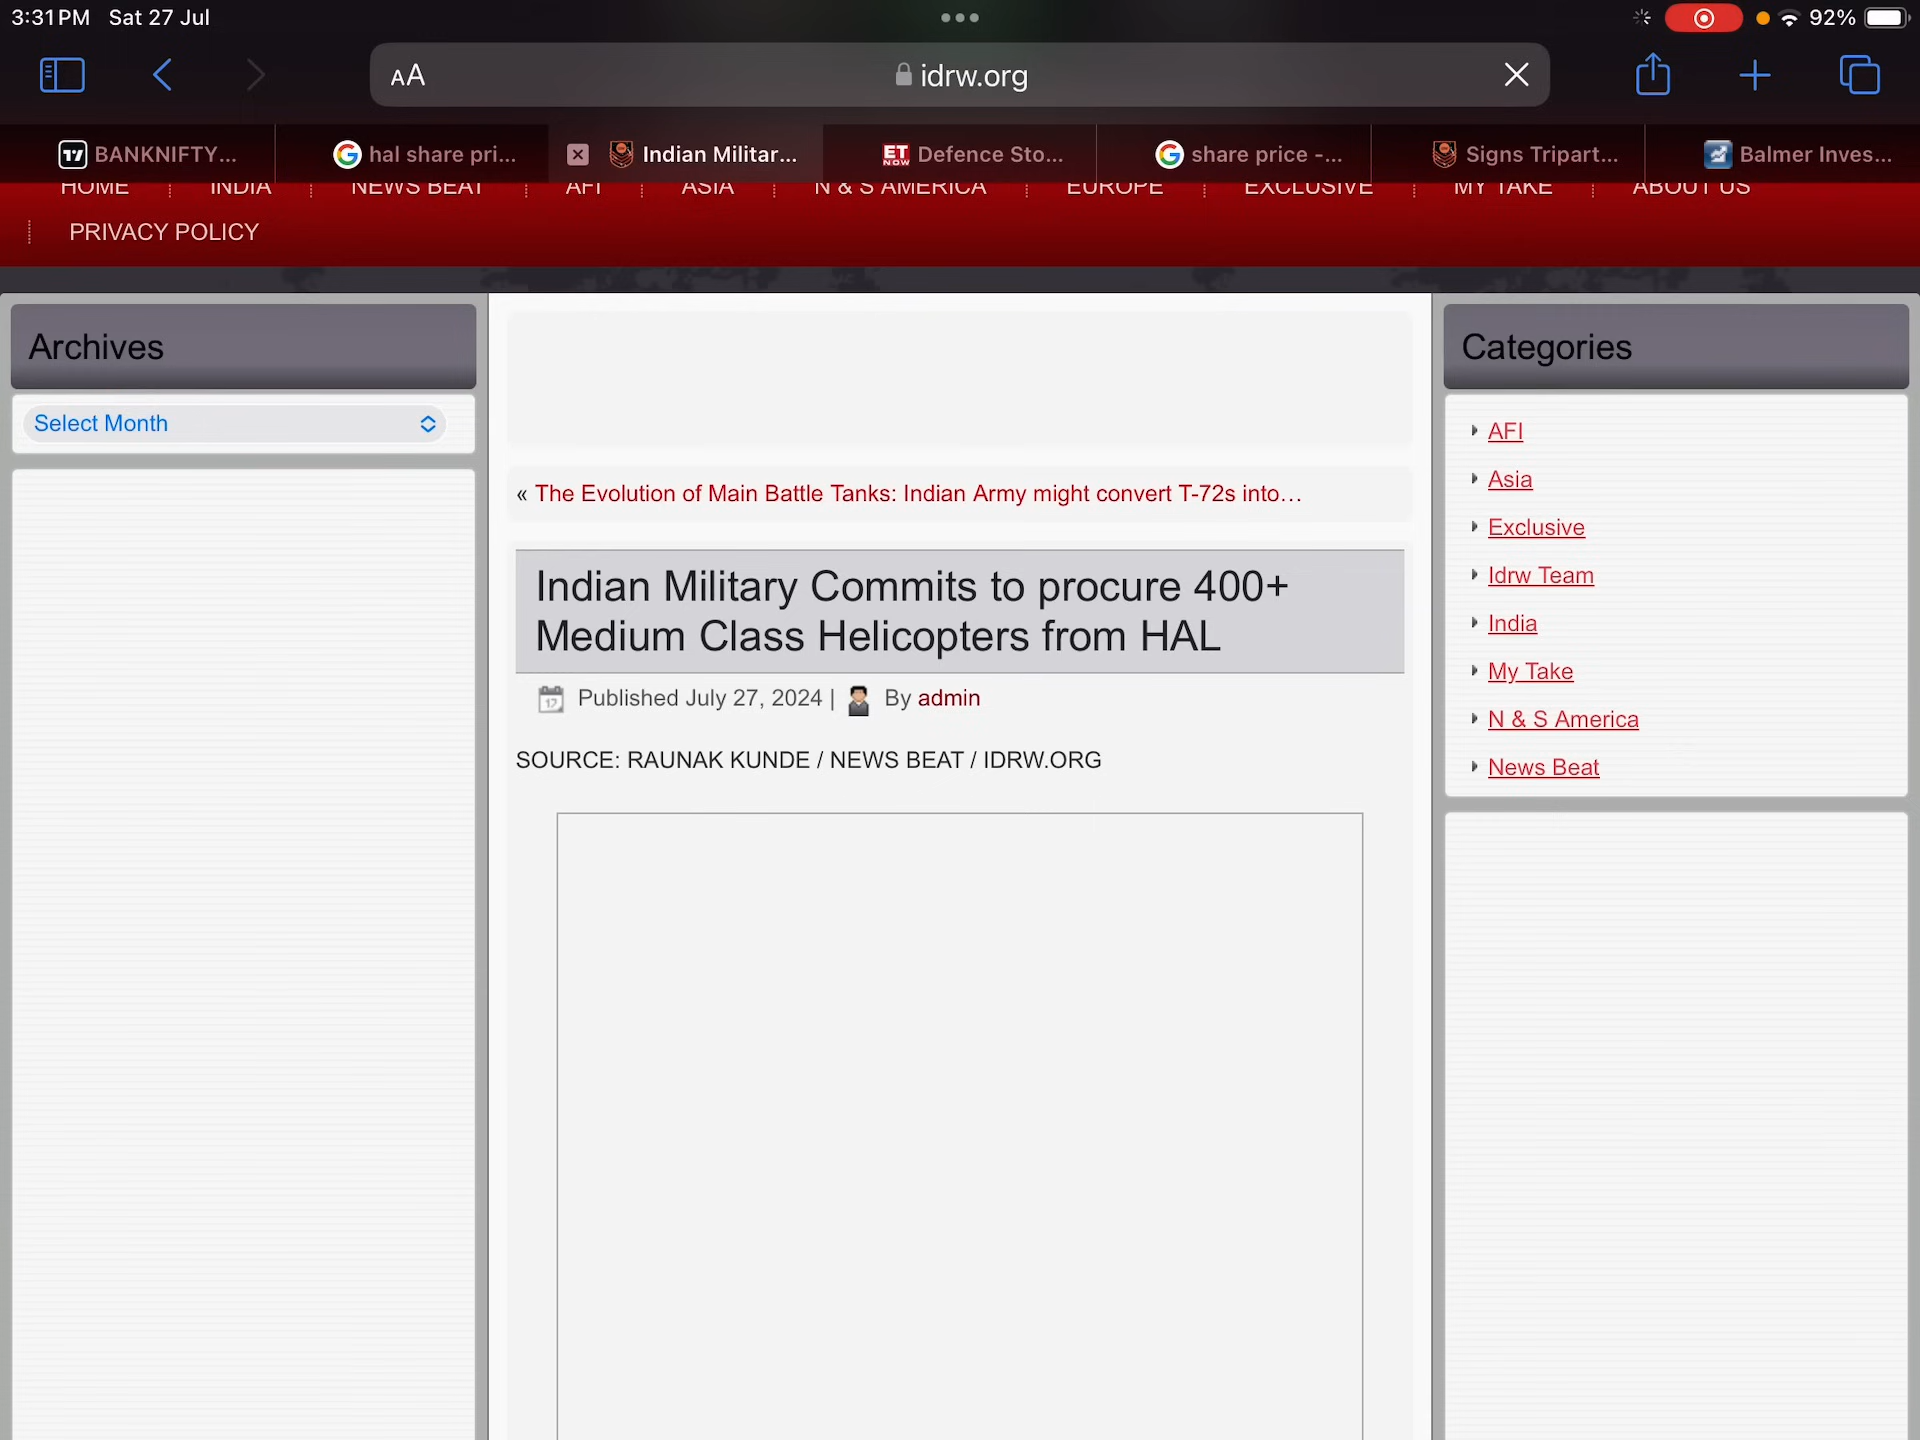 3:31 PM Sat 27 Jul
92%
AA
idrw.org
BANKNIFTY...
hal share pri...
Indian Militar...
ET NOW Defence Sto...
share price -...
Signs Tripart...
Balmer Inves...
HOME
INDIA
NEWS BEAT
AFI
ASIA
N & S AMERICA
EUROPE
EXCLUSIVE
MY TAKE
ABOUT US
PRIVACY POLICY
Archives
Select Month
« The Evolution of Main Battle Tanks: Indian Army might convert T-72s into…
Indian Military Commits to procure 400+
Medium Class Helicopters from HAL
Published July 27, 2024 | By admin
SOURCE: RAUNAK KUNDE / NEWS BEAT / IDRW.ORG
Categories
AFI
Asia
Exclusive
Idrw Team
India
My Take
N & S America
News Beat